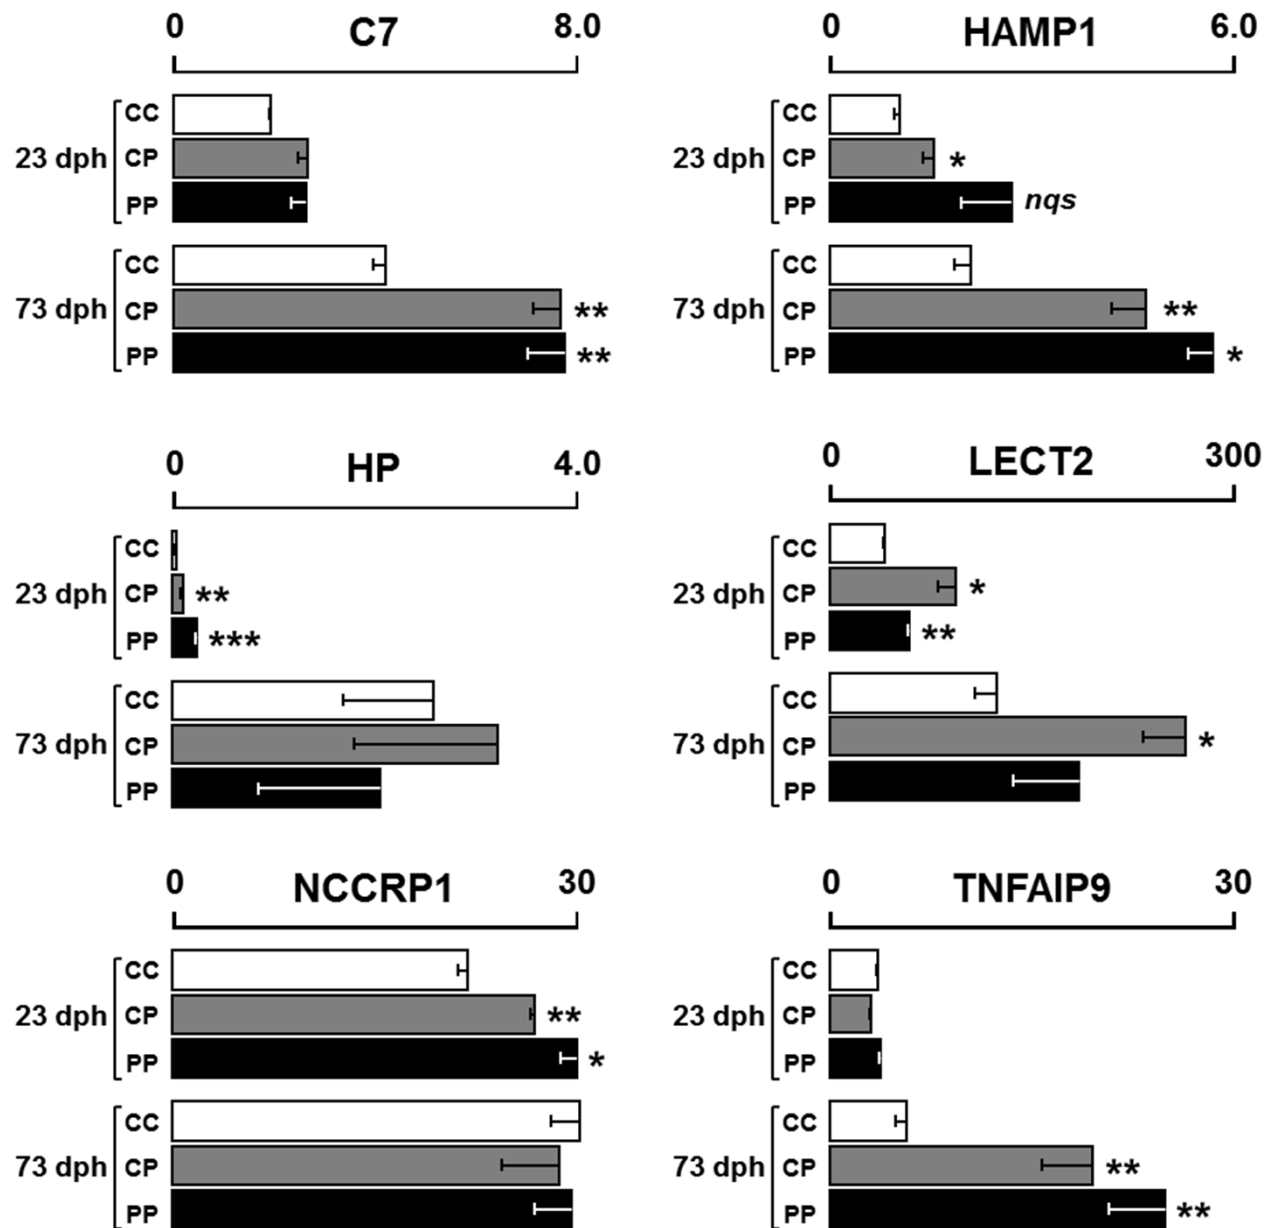 0 C7 8.0
23 dph CC
CP
PP
73 dph CC
CP **
PP **
0 HAMP1 6.0
23 dph CC
CP *
PP nqs
73 dph CC
CP **
PP *
0 HP 4.0
23 dph CC
CP **
PP ***
73 dph CC
CP
PP
0 LECT2 300
23 dph CC
CP *
PP **
73 dph CC
CP *
PP
0 NCCRP1 30
23 dph CC
CP **
PP *
73 dph CC
CP
PP
0 TNFAIP9 30
23 dph CC
CP
PP
73 dph CC
CP **
PP **